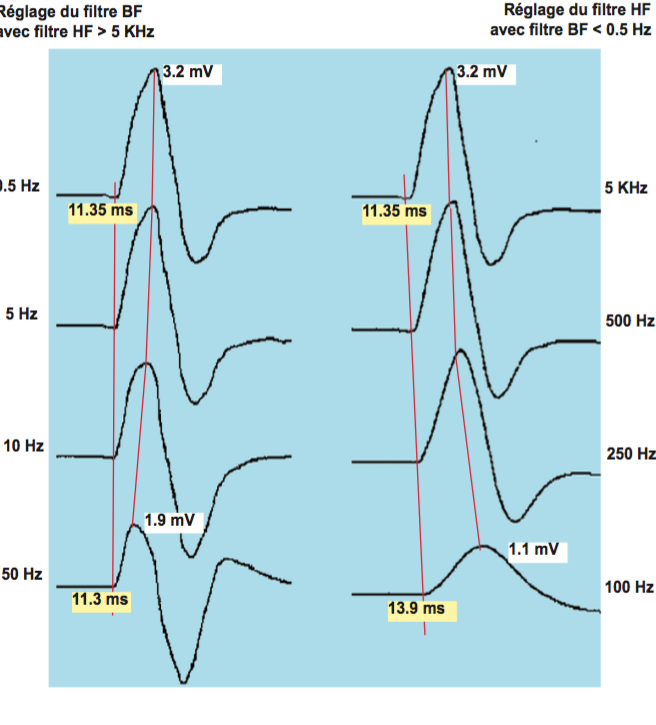 Réglage du filtre BF
avec filtre HF > 5 KHz
Réglage du filtre HF
avec filtre BF < 0.5 Hz
3.2 mV
3.2 mV
0.5 Hz
5 KHz
11.35 ms
11.35 ms
5 Hz
500 Hz
10 Hz
250 Hz
1.9 mV
1.1 mV
50 Hz
100 Hz
11.3 ms
13.9 ms